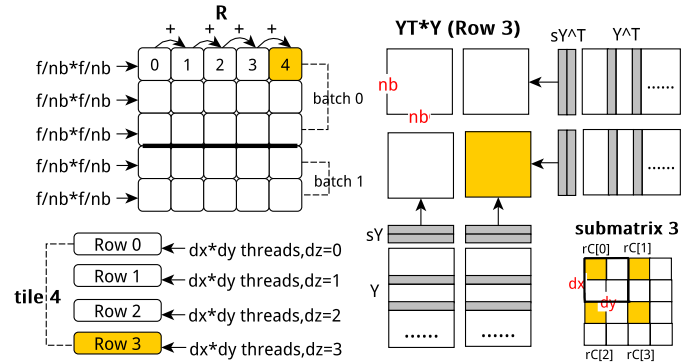 R
+ + + +
f/nb*f/nb 0 1 2 3 4
f/nb*f/nb
batch 0
f/nb*f/nb
f/nb*f/nb
batch 1
f/nb*f/nb
tile 4
Row 0 dx*dy threads,dz=0
Row 1 dx*dy threads,dz=1
Row 2 dx*dy threads,dz=2
Row 3 dx*dy threads,dz=3
YT*Y (Row 3)
sY^T Y^T
nb
nb
......
......
sY
Y
......
......
submatrix 3
rC[0] rC[1]
dx
dy
rC[2] rC[3]